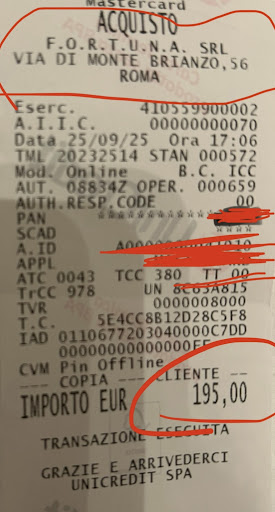 Mastercard
ACQUISTO
F.O.R.T.U.N.A. SRL
VIA DI MONTE BRIANZO,56
ROMA
Eserc. 410559900002
A.I.I.C. 00000000070
Data 25/09/25 Ora 17:06
TML 20232514 STAN 000572
Mod. Online B.C. ICC
AUT. 08834Z OPER. 000659
AUTH.RESP.CODE 00
PAN
SCAD ****
A.ID
APPL
ATC 0043 TCC 380 TT 00
TrCC 978 UN 8C03A815
TVR 0000008000
T.C. 5E4CC8B12D28C5F8
IAD 0110677203040000C7DD
CVM Pin Offline
--- COPIA --- CLIENTE ---
IMPORTO EUR 195,00
TRANSAZIONE ESEGUITA
GRAZIE E ARRIVEDERCI
UNICREDIT SPA